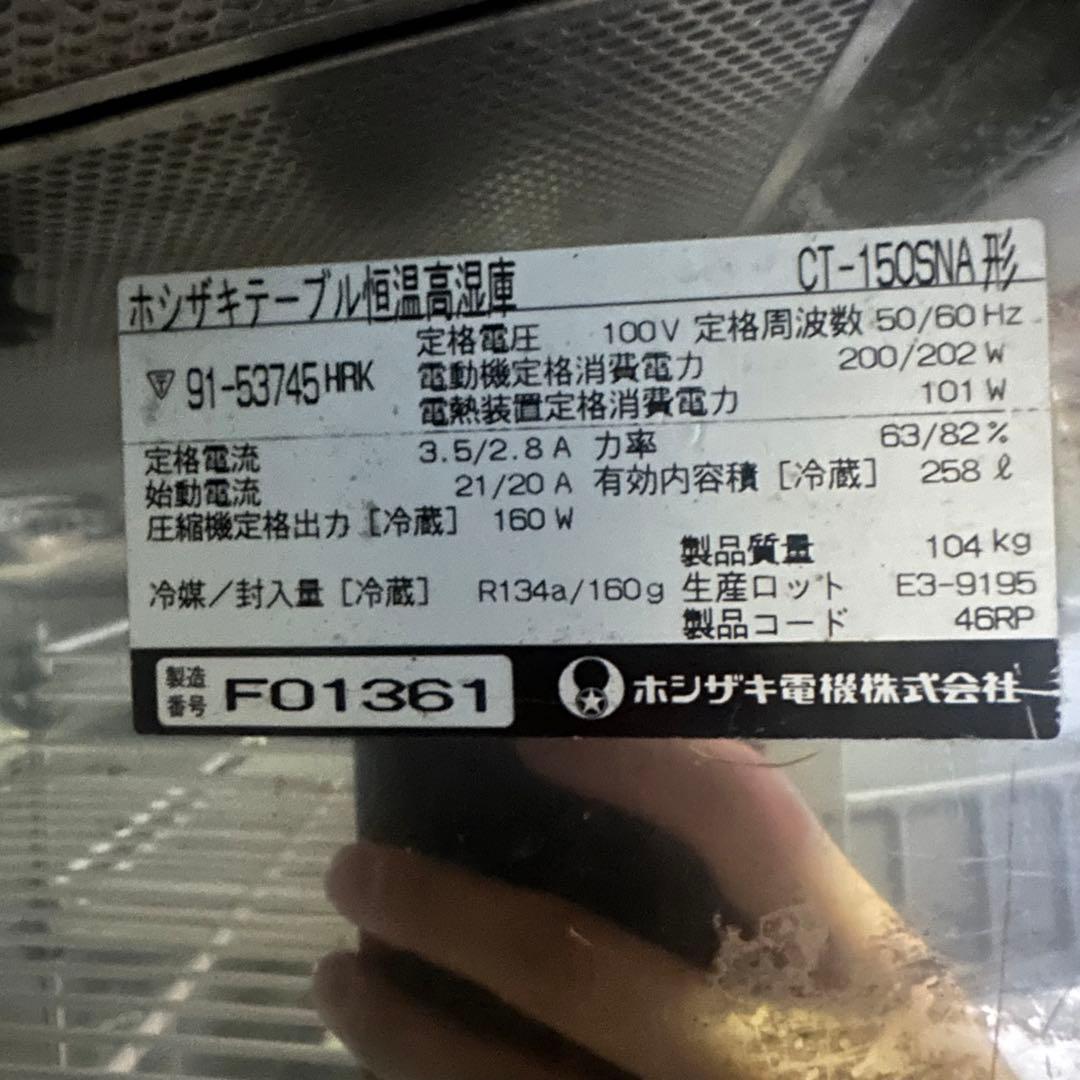 ホシザキテーブル恒温高湿庫 CT-150SNA形
91-53745HRK
定格電圧 100V 定格周波数 50/60Hz
電動機定格消費電力 200/202W
電熱装置定格消費電力 101W
定格電流 3.5/2.8A 力率 63/82%
始動電流 21/20A 有効内容積［冷蔵］ 258ℓ
圧縮機定格出力［冷蔵］ 160W
製品質量 104kg
冷媒／封入量［冷蔵］ R134a/160g 生産ロット E3-9195
製品コード 46RP
製造番号 F01361 ホシザキ電機株式会社